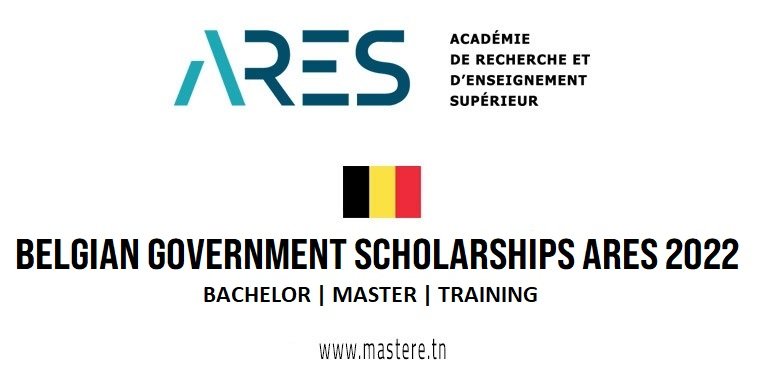 ARES
ACADÉMIE
DE RECHERCHE ET
D'ENSEIGNEMENT
SUPÉRIEUR
BELGIAN GOVERNMENT SCHOLARSHIPS ARES 2022
BACHELOR | MASTER | TRAINING
www.mastere.tn